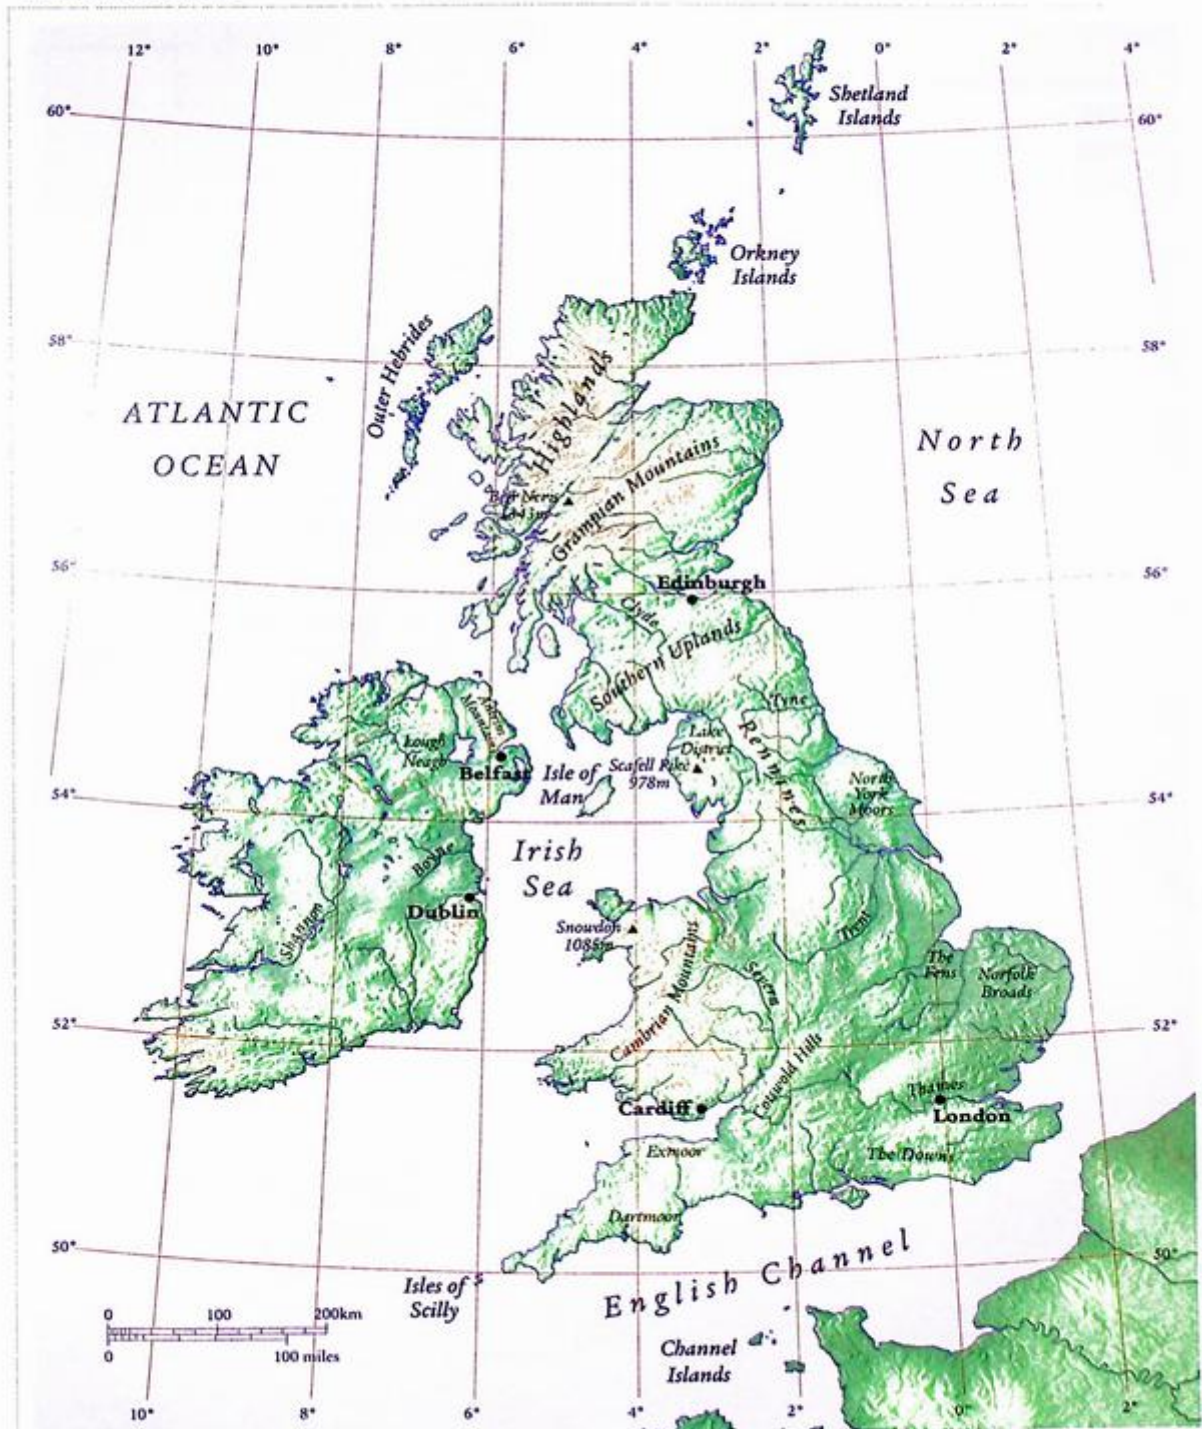 12° 10° 8° 6° 4° 2° 0° 2° 4°
Shetland
Islands
60° 60°
Orkney
Islands
Outer Hebrides
58° 58°
Highlands
ATLANTIC
OCEAN
North
Sea
Grampian Mountains
Ben Nevis
1343m
56° 56°
Edinburgh
Clyde
Southern Uplands
Tyne
Antrim
Mountains
Lough
Neagh
Belfast
Isle of
Man
Lake
District
Scafell Pike
978m
Pennines
North
York
Moors
54° 54°
Irish
Sea
Boyne
Dublin
Shannon
Snowdon
1085m
Trent
The
Fens
Norfolk
Broads
Cambrian Mountains
Severn
52° 52°
Cotswold Hills
Thames
Cardiff
London
Exmoor
The Downs
Dartmoor
50° 50°
English Channel
Isles of
Scilly
0 100 200km
0 100 miles
Channel
Islands
10° 8° 6° 4° 2° 0° 2°